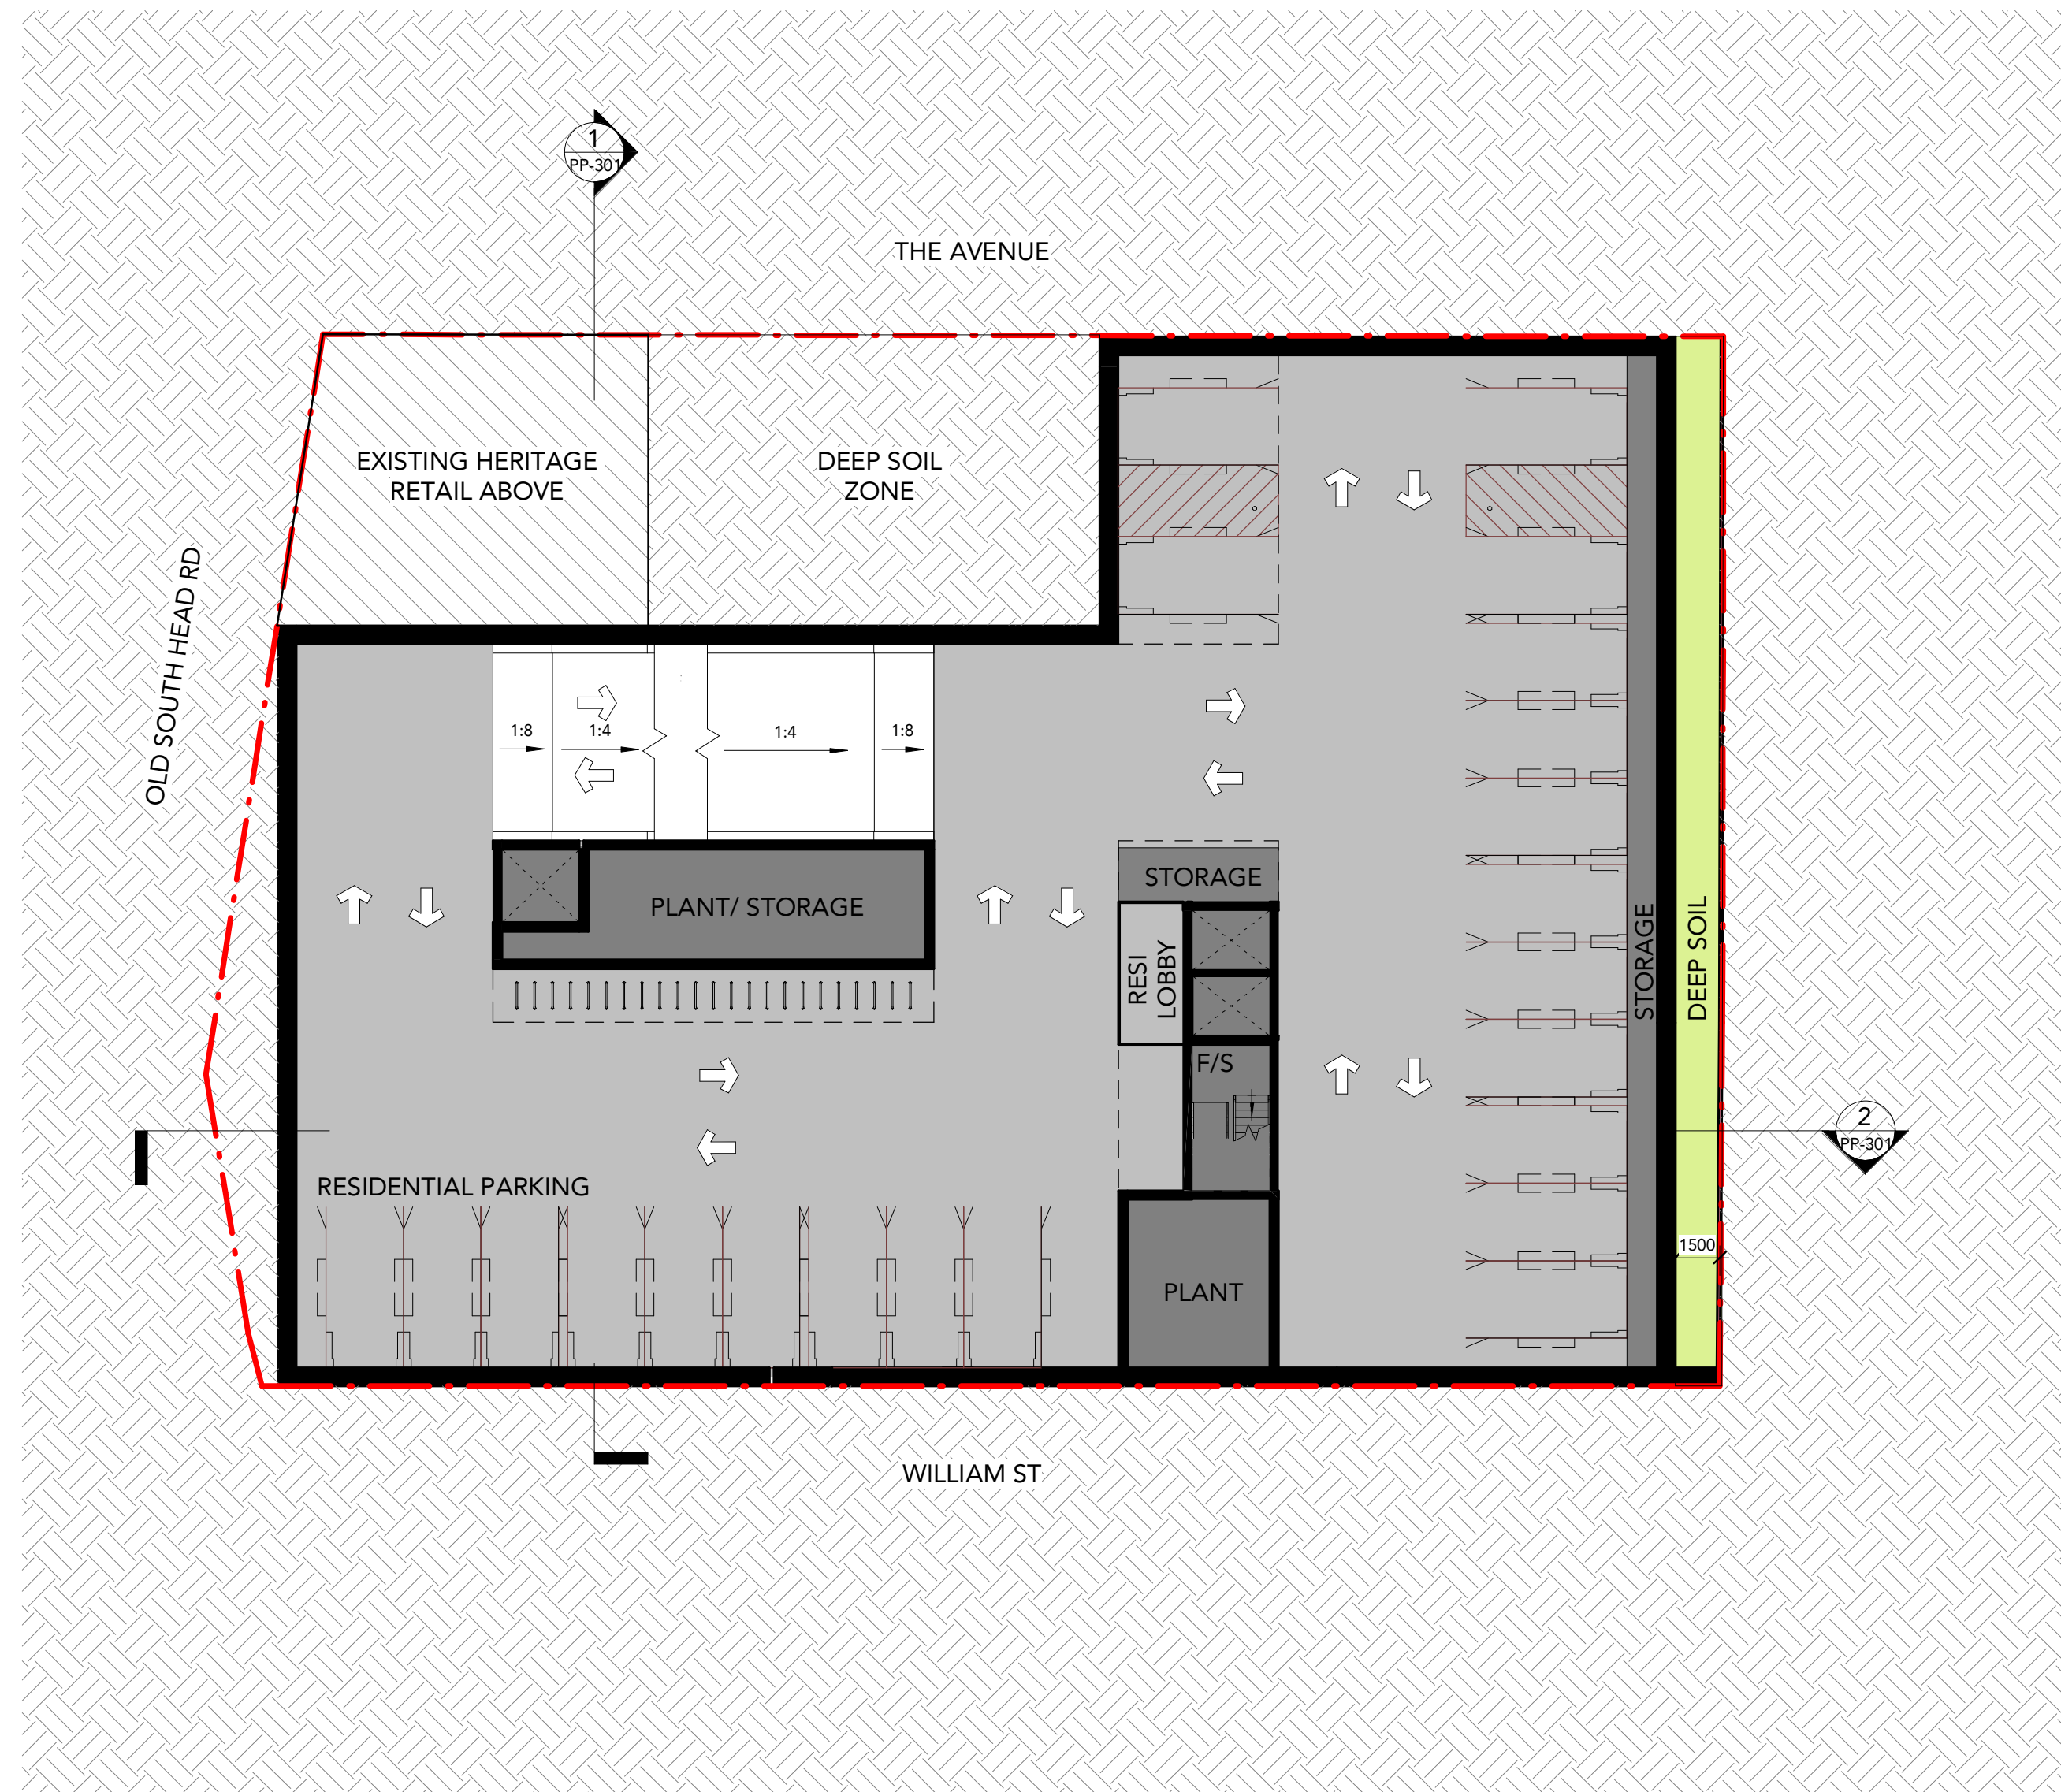 1
PP-301
THE AVENUE
EXISTING HERITAGE
RETAIL ABOVE
DEEP SOIL
ZONE
OLD SOUTH HEAD RD
1:8
1:4
1:4
1:8
PLANT/ STORAGE
STORAGE
RESI
LOBBY
STORAGE
DEEP SOIL
F/S
2
PP-301
RESIDENTIAL PARKING
1500
PLANT
WILLIAM ST